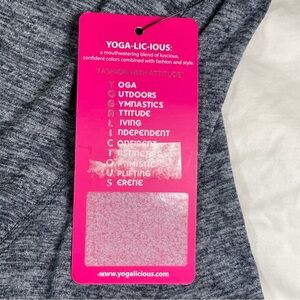 YOGA-LIC-IOUS:
a mouthwatering blend of luscious,
confident colors combined with fashion and style.
FASHION WITH ATTITUDE
YOGA
OUTDOORS
GYMNASTICS
ATTITUDE
LIVING
INDEPENDENT
CONFIDENT
INSTINCTIVE
OPTIMISTIC
UPLIFTING
SERENE
www.yogalicious.com